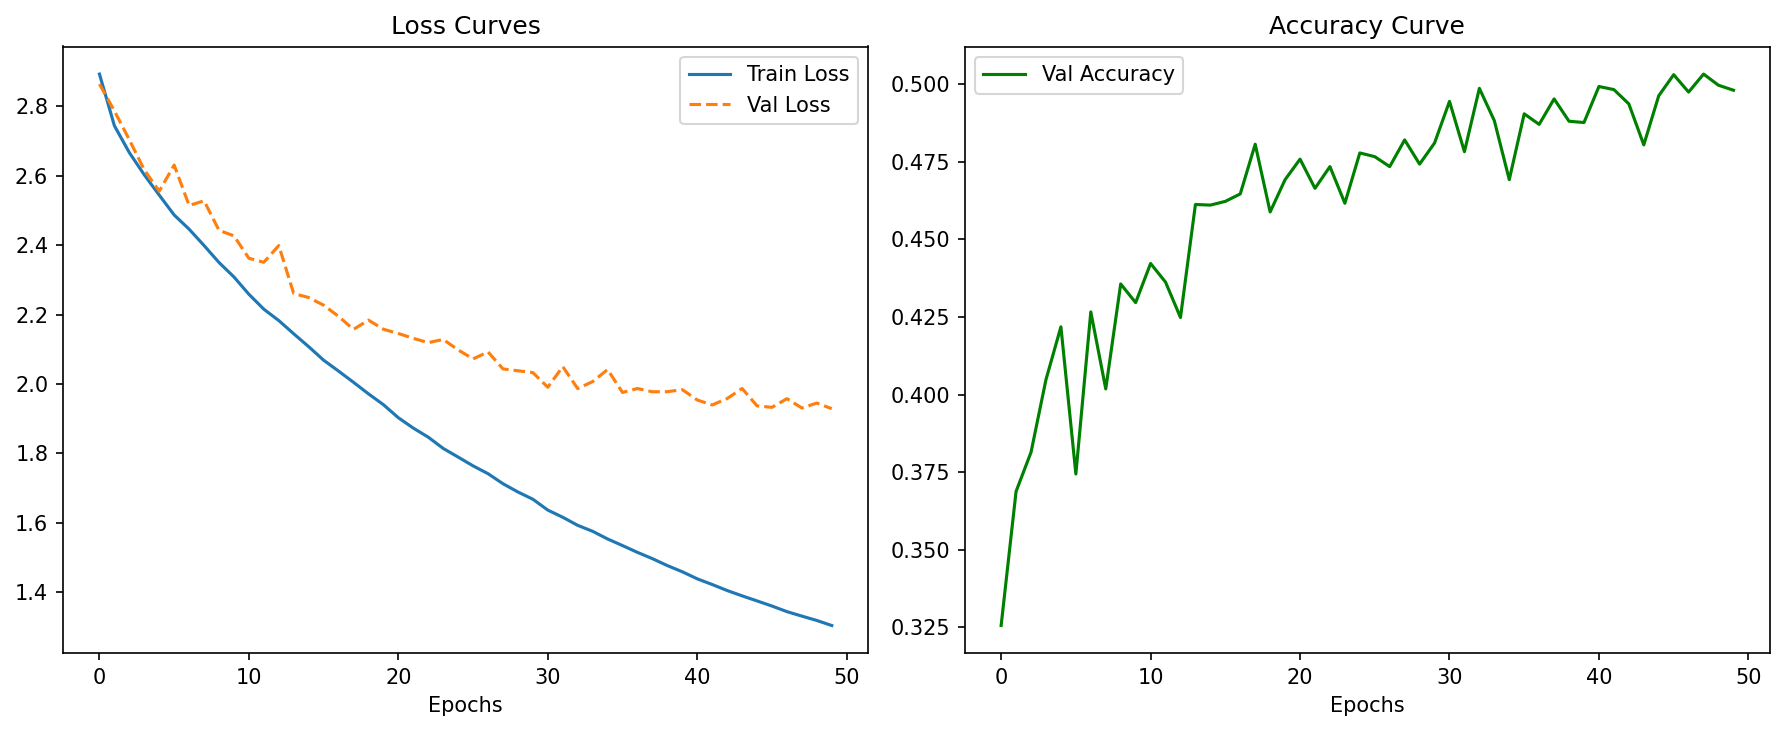 Loss Curves
Train Loss
Val Loss
2.8
2.6
2.4
2.2
2.0
1.8
1.6
1.4
0 10 20 30 40 50
Epochs
Accuracy Curve
Val Accuracy
0.500
0.475
0.450
0.425
0.400
0.375
0.350
0.325
0 10 20 30 40 50
Epochs